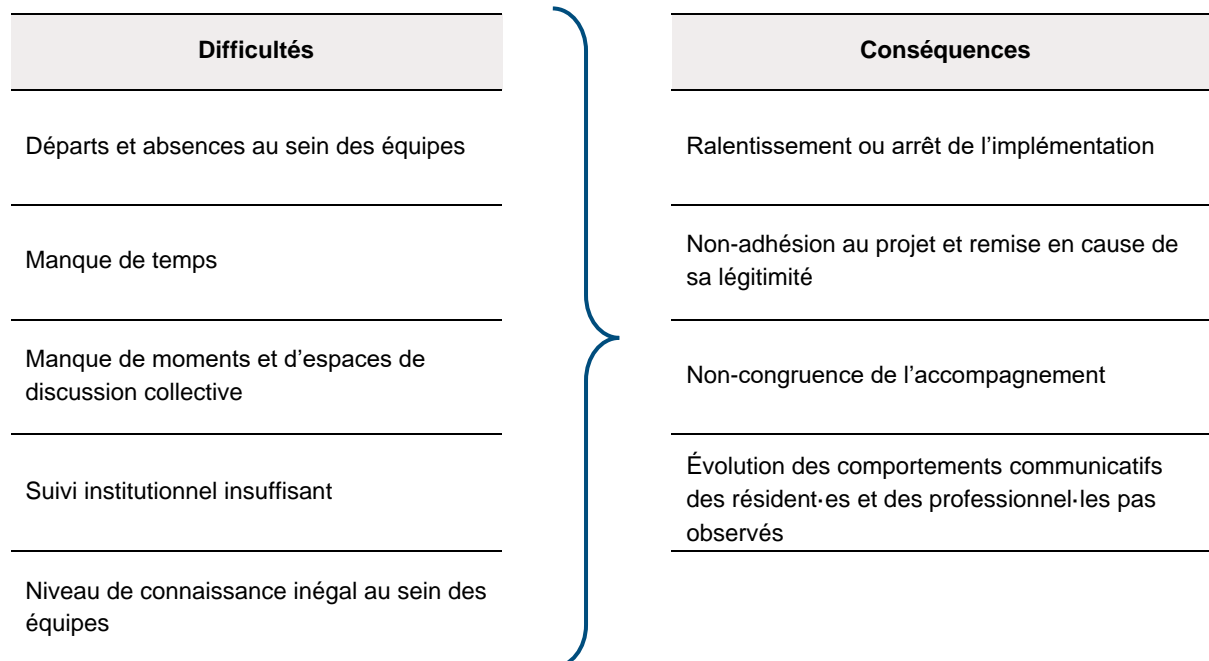 Difficultés
Départs et absences au sein des équipes
Manque de temps
Manque de moments et d’espaces de
discussion collective
Suivi institutionnel insuffisant
Niveau de connaissance inégal au sein des
équipes
Conséquences
Ralentissement ou arrêt de l’implémentation
Non-adhésion au projet et remise en cause de
sa légitimité
Non-congruence de l’accompagnement
Évolution des comportements communicatifs
des résident·es et des professionnel·les pas
observés